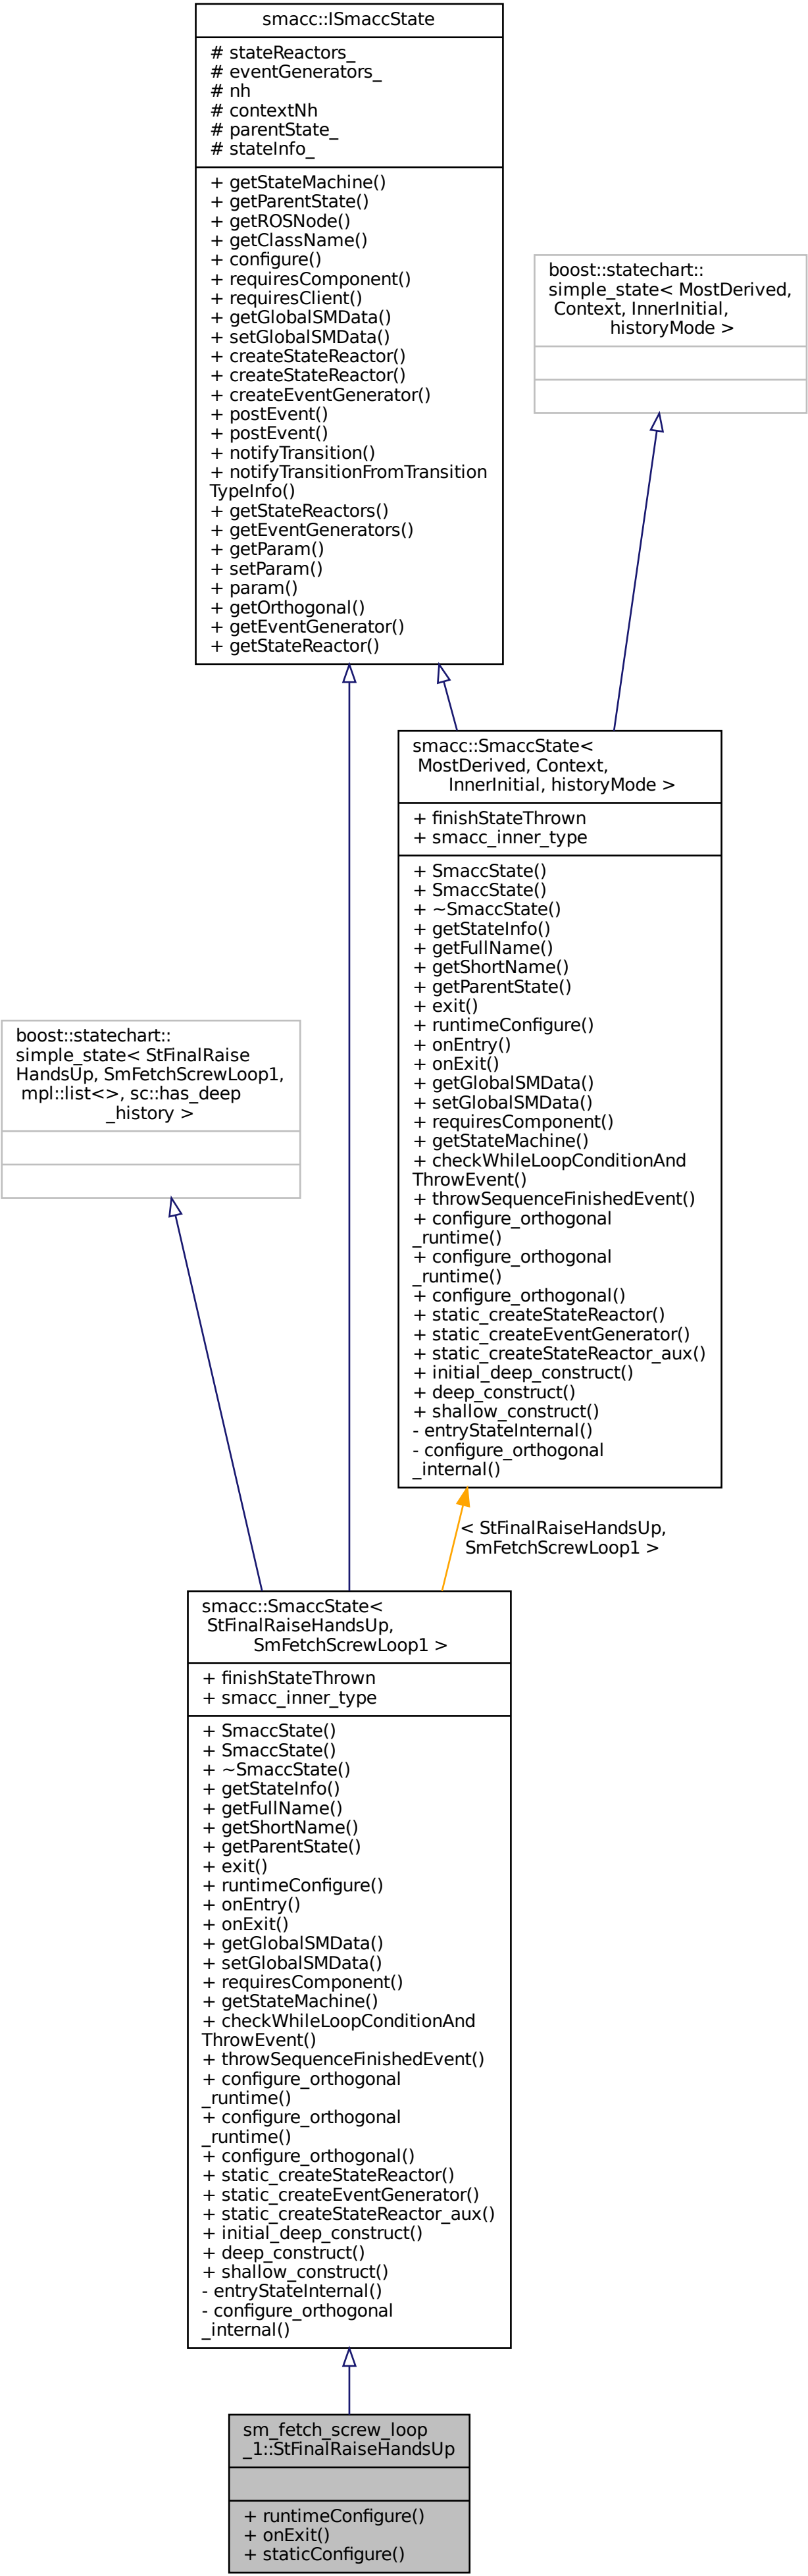 smacc::ISmaccState
# stateReactors_
# eventGenerators_
# nh
# contextNh
# parentState_
# stateInfo_
+ getStateMachine()
+ getParentState()
+ getROSNode()
+ getClassName()
+ configure()
+ requiresComponent()
+ requiresClient()
+ getGlobalSMData()
+ setGlobalSMData()
+ createStateReactor()
+ createStateReactor()
+ createEventGenerator()
+ postEvent()
+ postEvent()
+ notifyTransition()
+ notifyTransitionFromTransition
TypeInfo()
+ getStateReactors()
+ getEventGenerators()
+ getParam()
+ setParam()
+ param()
+ getOrthogonal()
+ getEventGenerator()
+ getStateReactor()
boost::statechart::
simple_state< MostDerived,
Context, InnerInitial,
historyMode >
smacc::SmaccState<
MostDerived, Context,
InnerInitial, historyMode >
+ finishStateThrown
+ smacc_inner_type
+ SmaccState()
+ SmaccState()
+ ~SmaccState()
+ getStateInfo()
+ getFullName()
+ getShortName()
+ getParentState()
+ exit()
+ runtimeConfigure()
+ onEntry()
+ onExit()
+ getGlobalSMData()
+ setGlobalSMData()
+ requiresComponent()
+ getStateMachine()
+ checkWhileLoopConditionAnd
ThrowEvent()
+ throwSequenceFinishedEvent()
+ configure_orthogonal
_runtime()
+ configure_orthogonal
_runtime()
+ configure_orthogonal()
+ static_createStateReactor()
+ static_createEventGenerator()
+ static_createStateReactor_aux()
+ initial_deep_construct()
+ deep_construct()
+ shallow_construct()
- entryStateInternal()
- configure_orthogonal
_internal()
boost::statechart::
simple_state< StFinalRaise
HandsUp, SmFetchScrewLoop1,
mpl::list<>, sc::has_deep
_history >
< StFinalRaiseHandsUp,
SmFetchScrewLoop1 >
smacc::SmaccState<
StFinalRaiseHandsUp,
SmFetchScrewLoop1 >
+ finishStateThrown
+ smacc_inner_type
+ SmaccState()
+ SmaccState()
+ ~SmaccState()
+ getStateInfo()
+ getFullName()
+ getShortName()
+ getParentState()
+ exit()
+ runtimeConfigure()
+ onEntry()
+ onExit()
+ getGlobalSMData()
+ setGlobalSMData()
+ requiresComponent()
+ getStateMachine()
+ checkWhileLoopConditionAnd
ThrowEvent()
+ throwSequenceFinishedEvent()
+ configure_orthogonal
_runtime()
+ configure_orthogonal
_runtime()
+ configure_orthogonal()
+ static_createStateReactor()
+ static_createEventGenerator()
+ static_createStateReactor_aux()
+ initial_deep_construct()
+ deep_construct()
+ shallow_construct()
- entryStateInternal()
- configure_orthogonal
_internal()
sm_fetch_screw_loop
_1::StFinalRaiseHandsUp
+ runtimeConfigure()
+ onExit()
+ staticConfigure()